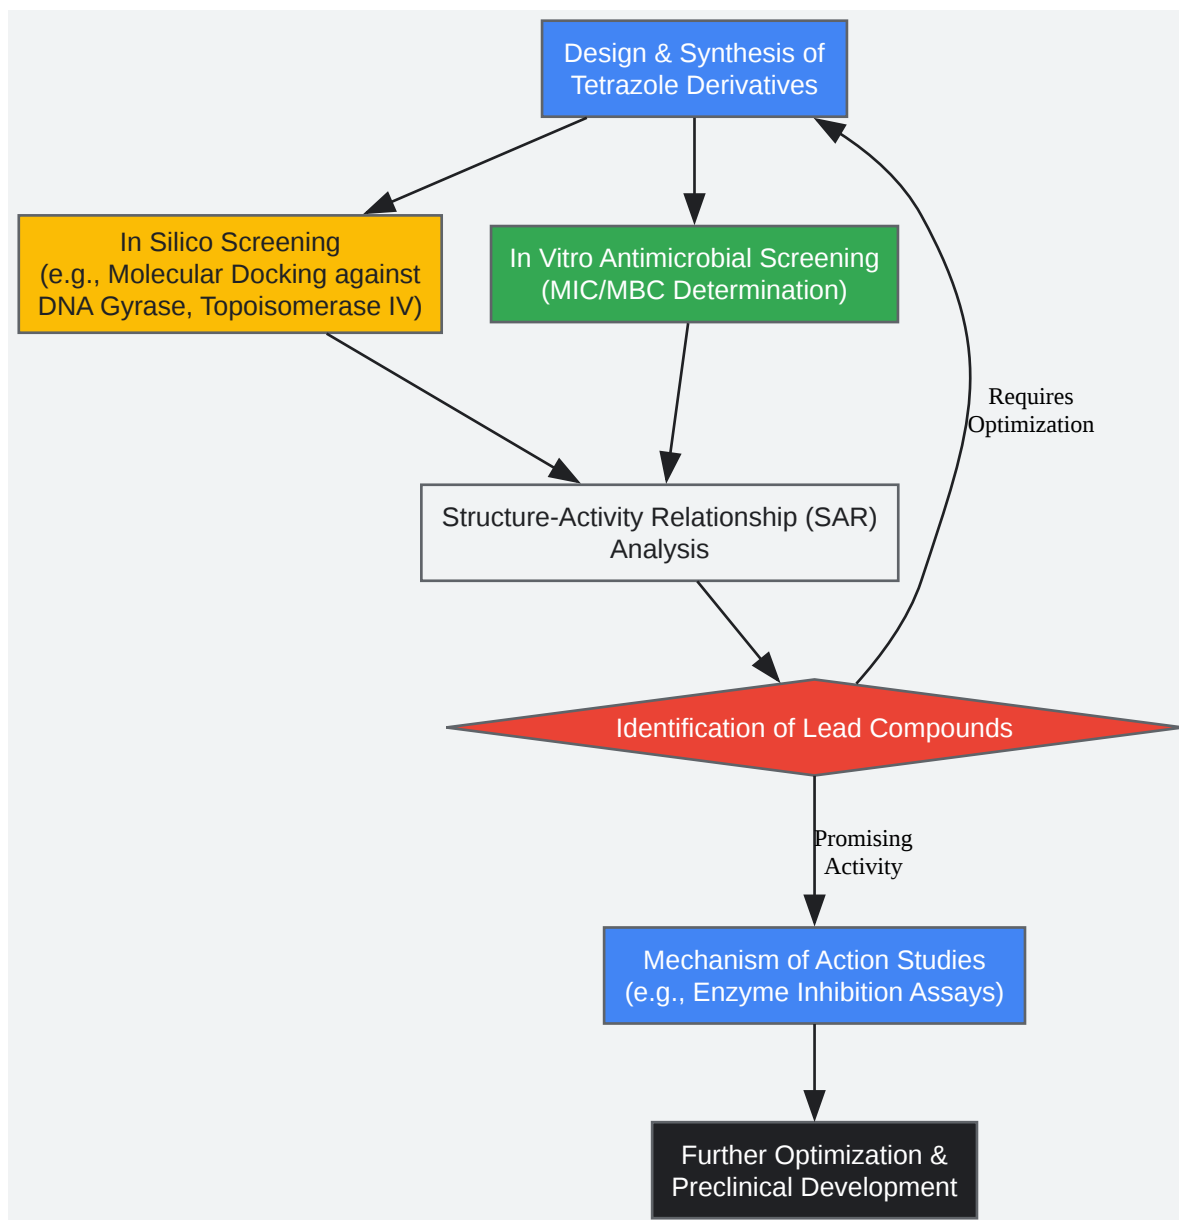 Design & Synthesis of
Tetrazole Derivatives
In Silico Screening
(e.g., Molecular Docking against
DNA Gyrase, Topoisomerase IV)
In Vitro Antimicrobial Screening
(MIC/MBC Determination)
Requires
Optimization
Structure-Activity Relationship (SAR)
Analysis
Identification of Lead Compounds
Promising
Activity
Mechanism of Action Studies
(e.g., Enzyme Inhibition Assays)
Further Optimization &
Preclinical Development